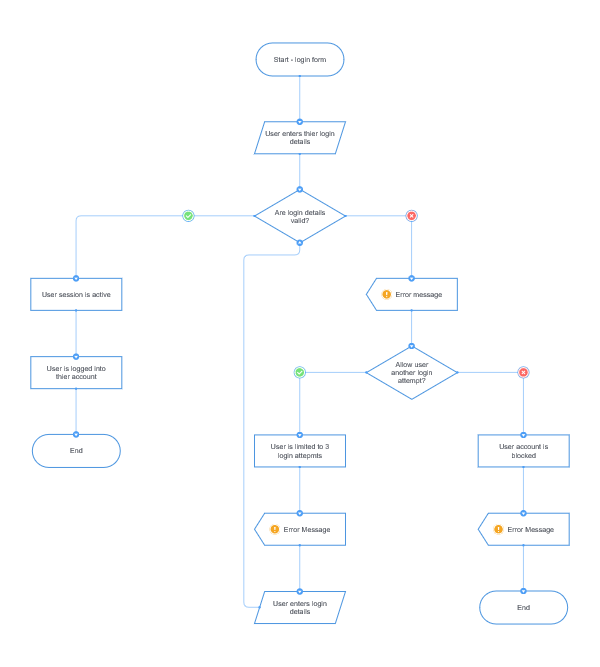 Start - login form
User enters thier login
details
Are login details
valid?
User session is active
Error message
User is logged into
thier account
Allow user
another login
attempt?
End
User is limited to 3
login attepmts
User account is
blocked
Error Message
Error Message
User enters login
details
End